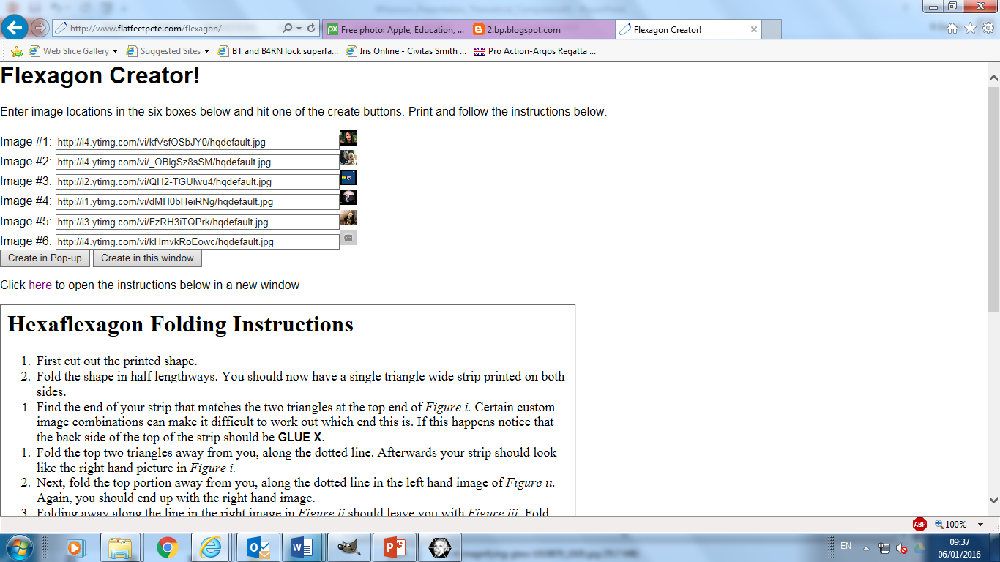 http://www.flatfeetpete.com/flexagon/
Free photo: Apple, Education, ...
2.bp.blogspot.com
Flexagon Creator!
Web Slice Gallery
Suggested Sites
BT and B4RN lock superfa...
Iris Online - Civitas Smith ...
Pro Action-Argos Regatta ...
Flexagon Creator!
Enter image locations in the six boxes below and hit one of the create buttons. Print and follow the instructions below.
Image #1: http://i4.ytimg.com/vi/kfVsfOSbJY0/hqdefault.jpg
Image #2: http://i4.ytimg.com/vi/_OBlgSz8sSM/hqdefault.jpg
Image #3: http://i2.ytimg.com/vi/QH2-TGUlwu4/hqdefault.jpg
Image #4: http://i1.ytimg.com/vi/dMH0bHeiRNg/hqdefault.jpg
Image #5: http://i3.ytimg.com/vi/FzRH3iTQPrk/hqdefault.jpg
Image #6: http://i4.ytimg.com/vi/kHmvkRoEowc/hqdefault.jpg
Create in Pop-up Create in this window
Click here to open the instructions below in a new window
Hexaflexagon Folding Instructions
1. First cut out the printed shape.
2. Fold the shape in half lengthways. You should now have a single triangle wide strip printed on both
sides.
1. Find the end of your strip that matches the two triangles at the top end of Figure i. Certain custom
image combinations can make it difficult to work out which end this is. If this happens notice that
the back side of the top of the strip should be GLUE X.
1. Fold the top two triangles away from you, along the dotted line. Afterwards your strip should look
like the right hand picture in Figure i.
2. Next, fold the top portion away from you, along the dotted line in the left hand image of Figure ii.
Again, you should end up with the right hand image.
3. Folding away along the line in the right image in Figure ii should leave you with Figure iii. Fold
ABP
100%
EN
09:37
06/01/2016